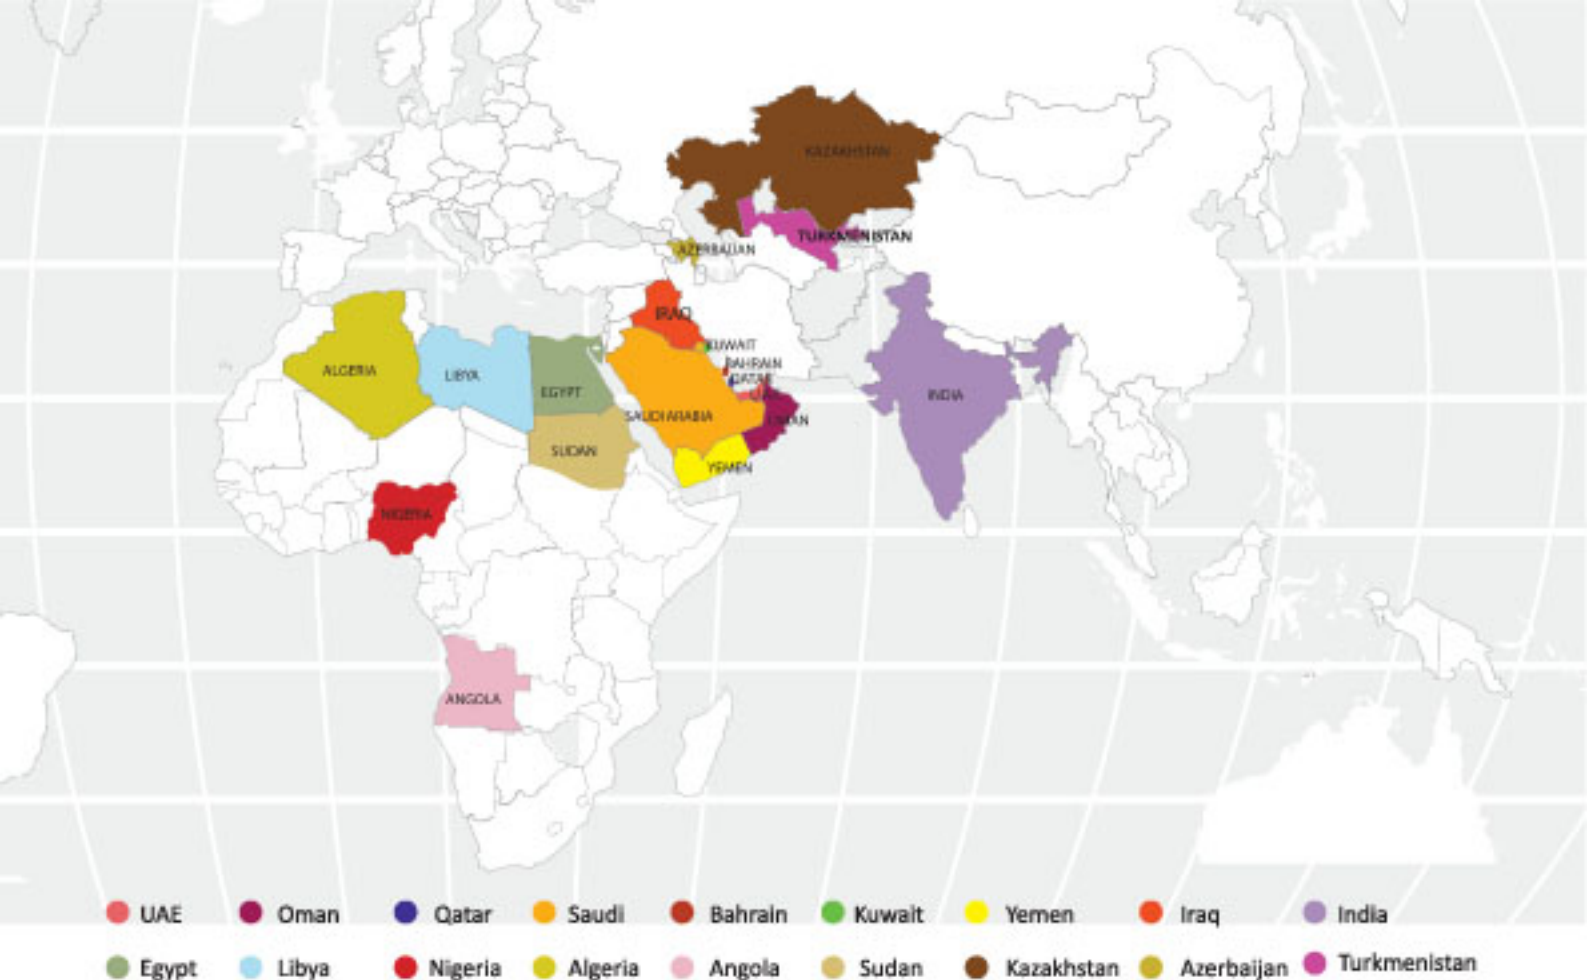 KAZAKHSTAN
TURKMENISTAN
AZERBAIJAN
IRAQ
KUWAIT
BAHRAIN
QATAR
UAE
ALGERIA
LIBYA
EGYPT
SAUDI ARABIA
OMAN
INDIA
SUDAN
YEMEN
NIGERIA
ANGOLA
UAE Oman Qatar Saudi Bahrain Kuwait Yemen Iraq India
Egypt Libya Nigeria Algeria Angola Sudan Kazakhstan Azerbaijan Turkmenistan